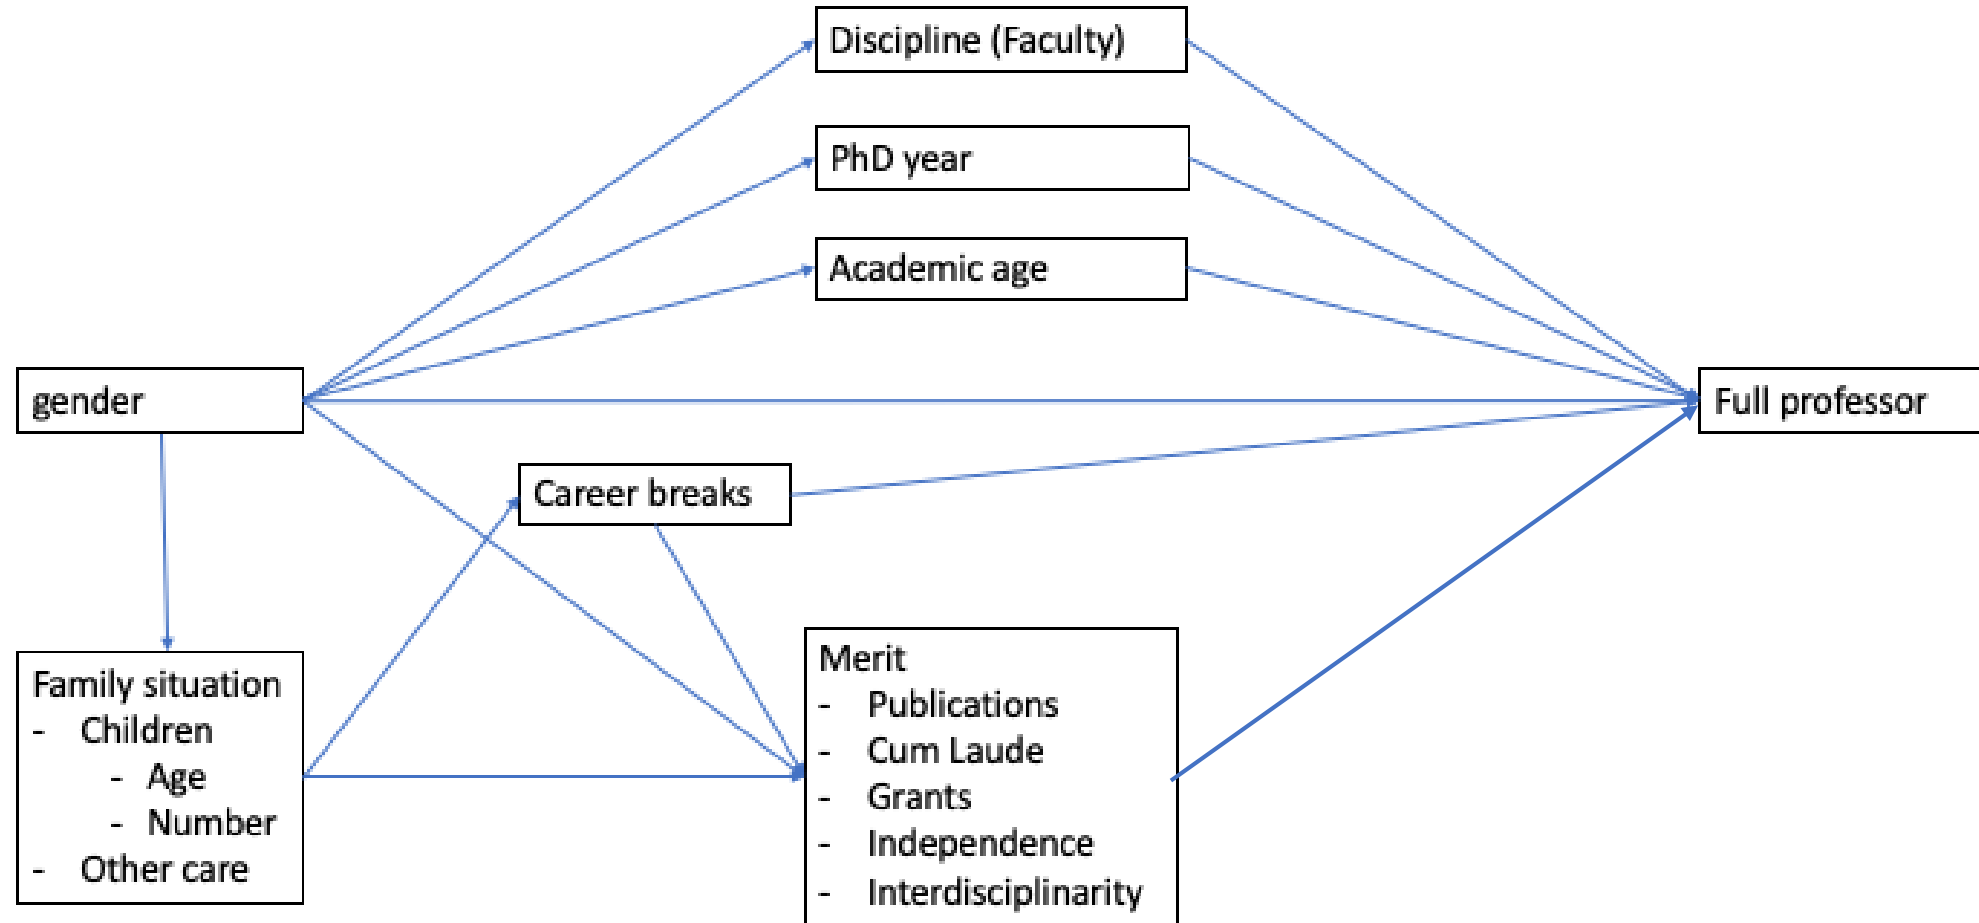 Discipline (Faculty)
PhD year
Academic age
gender
Full professor
Career breaks
Family situation
- Children
- Age
- Number
- Other care
Merit
- Publications
- Cum Laude
- Grants
- Independence
- Interdisciplinarity